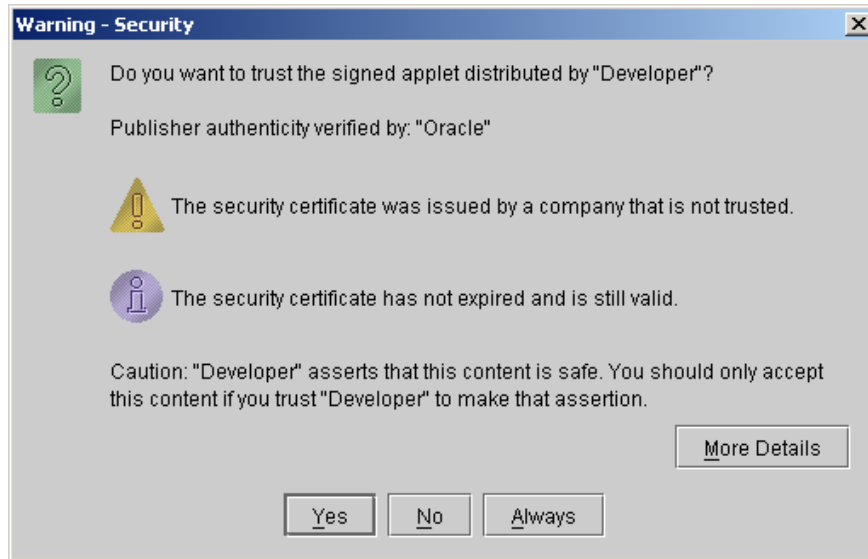 Warning - Security
Do you want to trust the signed applet distributed by "Developer"?
Publisher authenticity verified by: "Oracle"
The security certificate was issued by a company that is not trusted.
The security certificate has not expired and is still valid.
Caution: "Developer" asserts that this content is safe. You should only accept
this content if you trust "Developer" to make that assertion.
More Details
Yes No Always